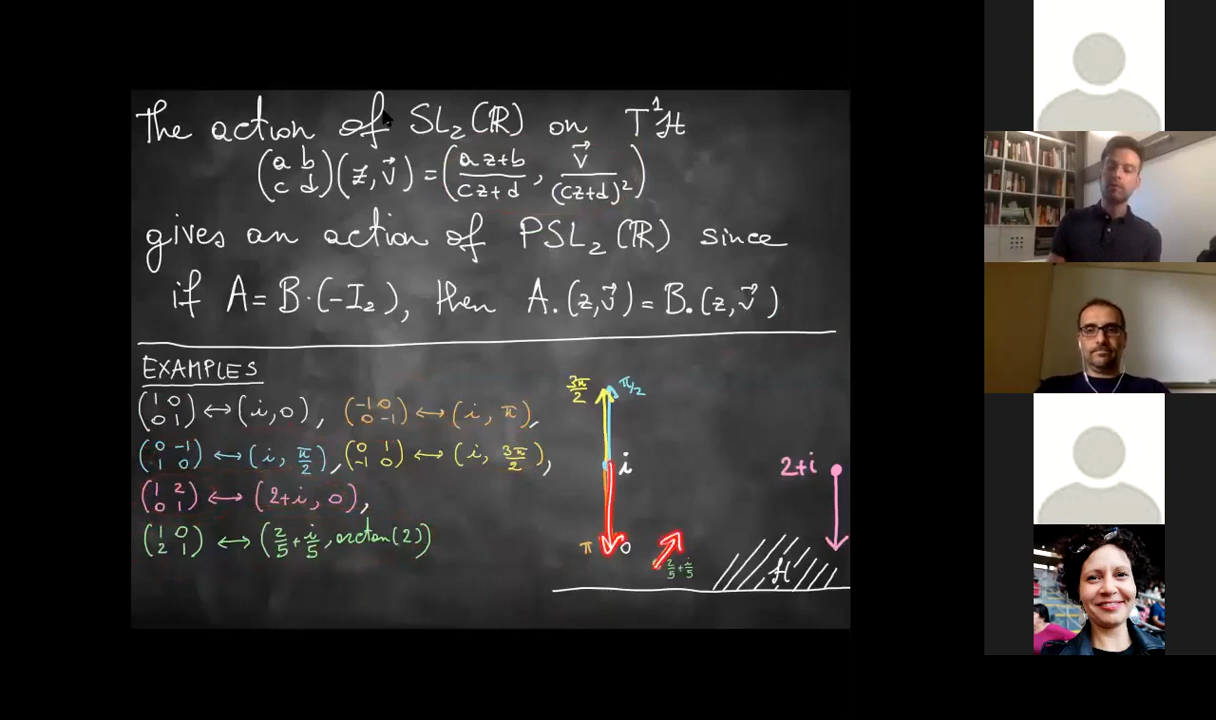 The action of SL₂(ℝ) on T¹ℋ
(a b; c d)(z, v⃗) = ((az+b)/(cz+d), v⃗/(cz+d)²)
gives an action of PSL₂(ℝ) since
if A = B·(-I₂), then A.(z, v⃗) = B.(z, v⃗)
EXAMPLES
(1 0; 0 1) ↔ (i, 0), (-1 0; 0 -1) ↔ (i, π),
(0 -1; 1 0) ↔ (i, π/2), (0 1; -1 0) ↔ (i, 3π/2),
(1 2; 0 1) ↔ (2+i, 0),
(1 0; 2 1) ↔ (2/5 + i/5, arctan(2))
3π/2
π/2
i
2+i
π
0
2/5 + i/5
ℋ